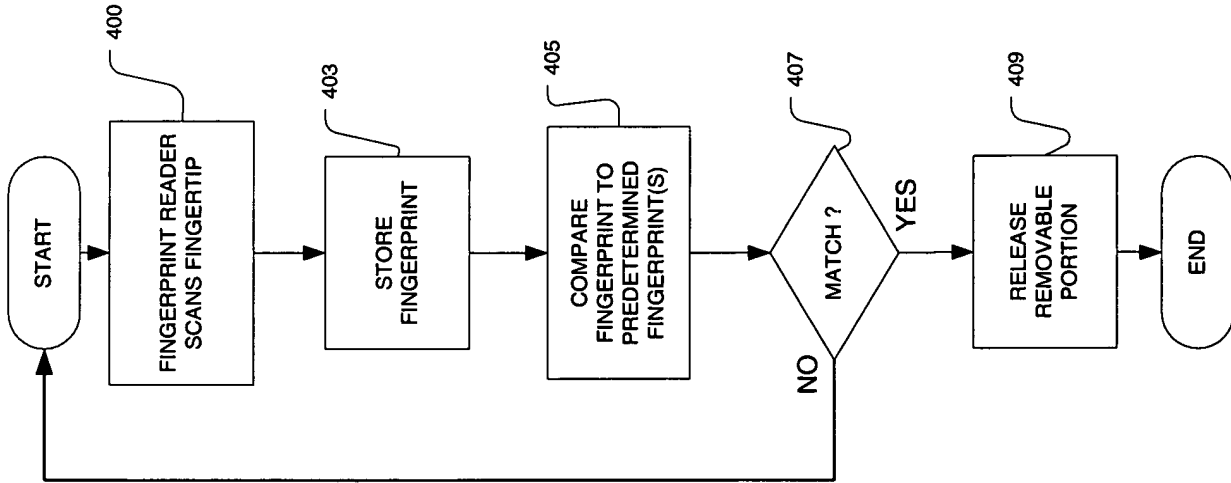 START
400
FINGERPRINT READER
SCANS FINGERTIP
403
STORE
FINGERPRINT
405
COMPARE
FINGERPRINT TO
PREDETERMINED
FINGERPRINT(S)
407
MATCH ?
NO
YES
409
RELEASE
REMOVABLE
PORTION
END